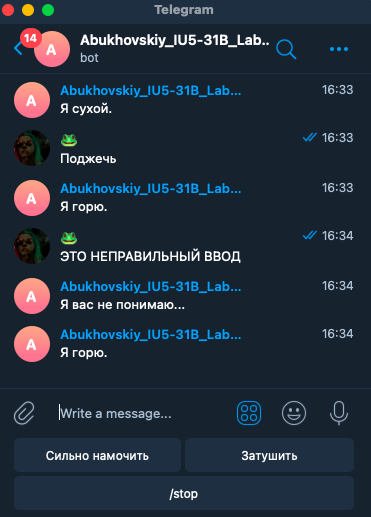 Telegram
14
A
Abukhovskiy_IU5-31B_Lab..
bot
A
Abukhovskiy_IU5-31B_Lab...
16:33
Я сухой.
🐸
16:33
Поджечь
A
Abukhovskiy_IU5-31B_Lab...
16:33
Я горю.
🐸
16:34
ЭТО НЕПРАВИЛЬНЫЙ ВВОД
A
Abukhovskiy_IU5-31B_Lab...
16:34
Я вас не понимаю...
A
Abukhovskiy_IU5-31B_Lab...
16:34
Я горю.
Write a message...
Сильно намочить
Затушить
/stop